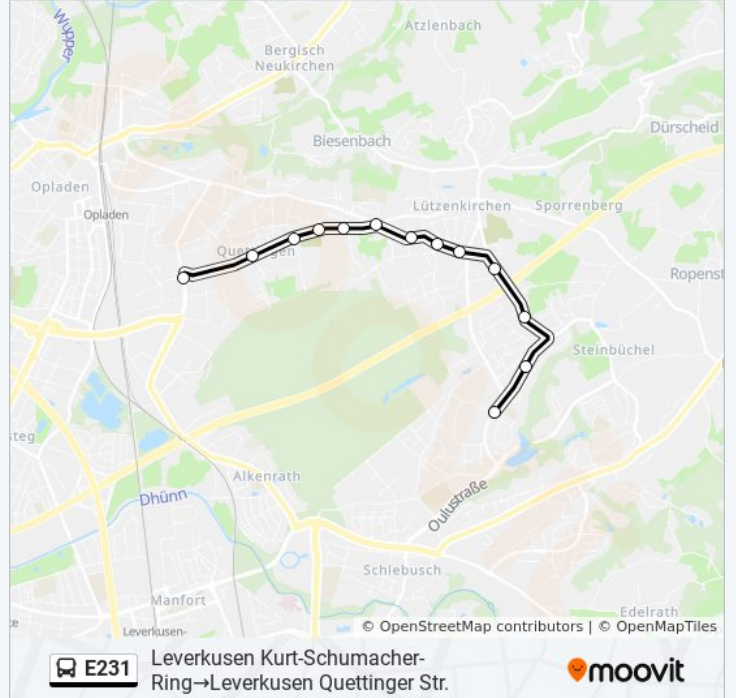 Wupper
Atzlenbach
Bergisch
Neukirchen
Biesenbach
Dürscheid
Opladen
Opladen
Lützenkirchen
Sporrenberg
Quettingen
Ropenst
Steinbüchel
steg
Alkenrath
Dhünn
Oulustraße
Schlebusch
Manfort
Edelrath
Leverkusen-
© OpenStreetMap contributors | © OpenMapTiles
E231
Leverkusen Kurt-Schumacher-
Ring→Leverkusen Quettinger Str.
moovit